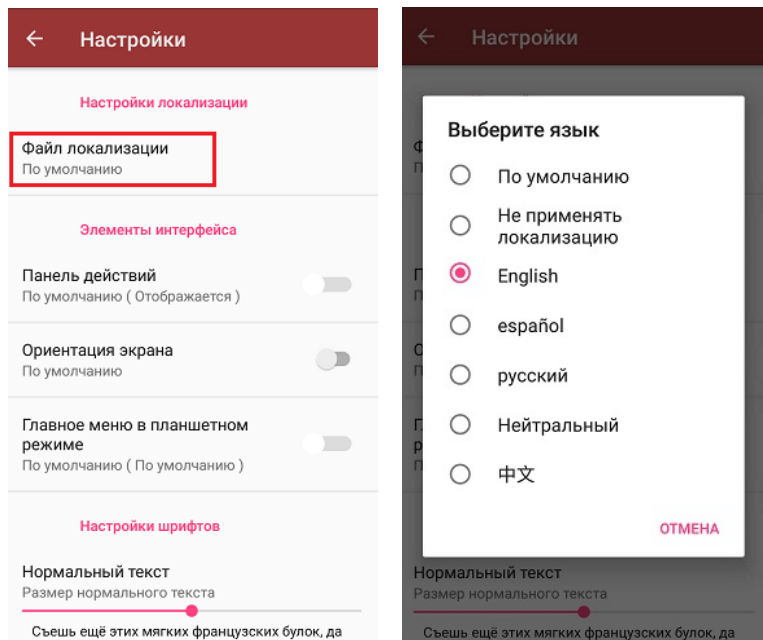 Настройки
Настройки локализации
Файл локализации
По умолчанию
Элементы интерфейса
Панель действий
По умолчанию ( Отображается )
Ориентация экрана
По умолчанию
Главное меню в планшетном
режиме
По умолчанию ( По умолчанию )
Настройки шрифтов
Нормальный текст
Размер нормального текста
Съешь ещё этих мягких французских булок, да
Настройки
Выберите язык
По умолчанию
Не применять
локализацию
English
español
русский
Нейтральный
中文
ОТМЕНА
Нормальный текст
Размер нормального текста
Съешь ещё этих мягких французских булок, да